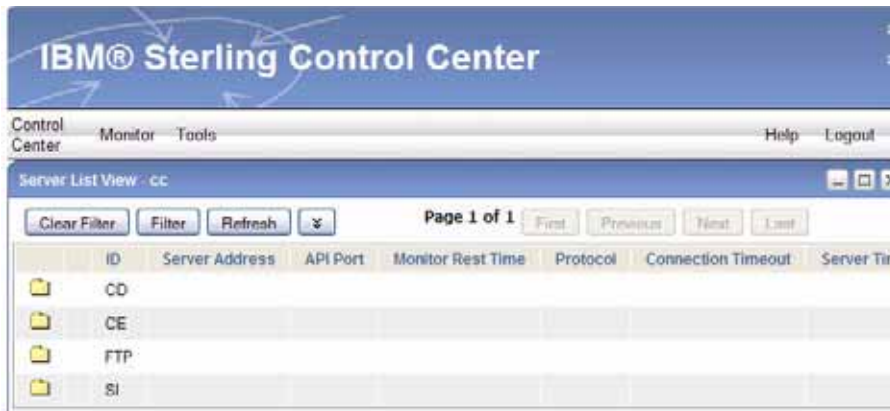 IBM® Sterling Control Center
Control Center Monitor Tools Help Logout
Server List View - cc
Clear Filter Filter Refresh Page 1 of 1 First Previous Next Last
ID Server Address API Port Monitor Rest Time Protocol Connection Timeout Server Tim
CD
CE
FTP
SI